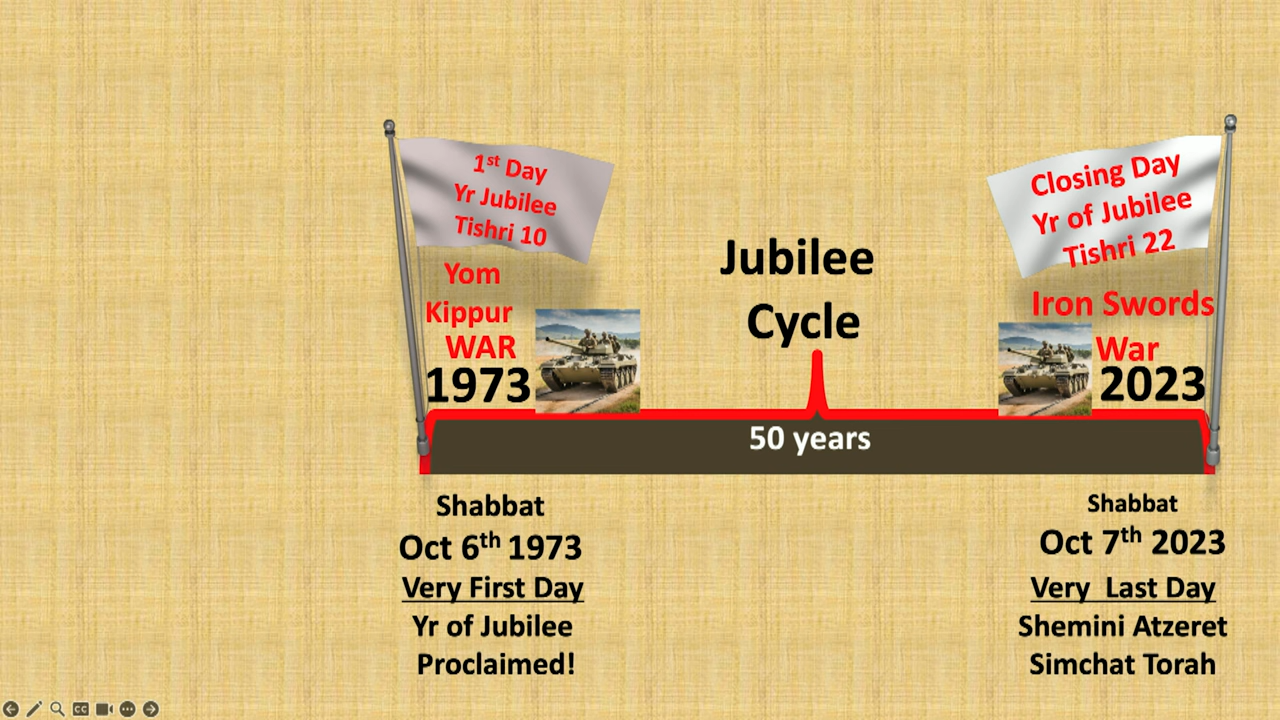 1st Day
Yr Jubilee
Tishri 10
Yom
Kippur
WAR
1973
Jubilee
Cycle
Closing Day
Yr of Jubilee
Tishri 22
Iron Swords
War
2023
50 years
Shabbat
Oct 6th 1973
Very First Day
Yr of Jubilee
Proclaimed!
Shabbat
Oct 7th 2023
Very Last Day
Shemini Atzeret
Simchat Torah
CC